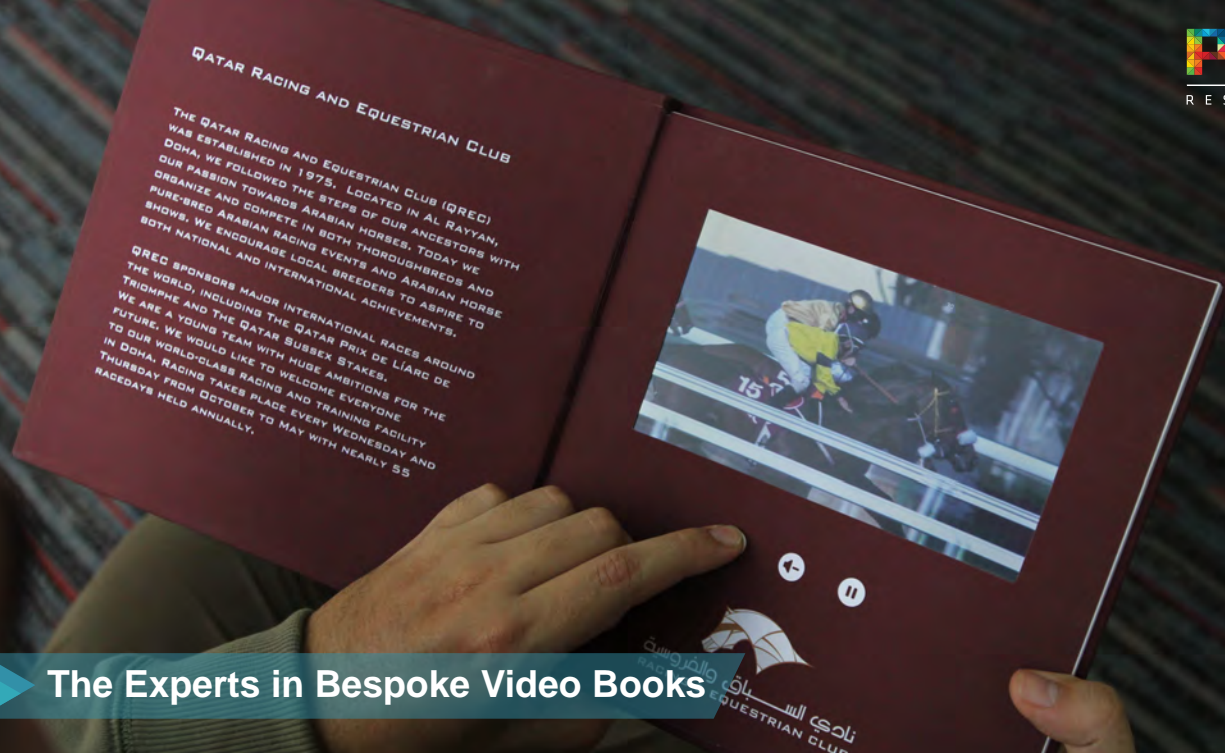 QATAR RACING AND EQUESTRIAN CLUB
THE QATAR RACING AND EQUESTRIAN CLUB (QREC)
WAS ESTABLISHED IN 1975. LOCATED IN AL RAYYAN,
DOHA, WE FOLLOWED THE STEPS OF OUR ANCESTORS WITH
OUR PASSION TOWARDS ARABIAN HORSES. TODAY WE
ORGANIZE AND COMPETE IN BOTH THOROUGHBREDS AND
PURE-BRED ARABIAN RACING EVENTS AND ARABIAN HORSE
SHOWS. WE ENCOURAGE LOCAL BREEDERS TO ASPIRE TO
BOTH NATIONAL AND INTERNATIONAL ACHIEVEMENTS.
QREC SPONSORS MAJOR INTERNATIONAL RACES AROUND
THE WORLD, INCLUDING THE QATAR PRIX DE LÍARC DE
TRIOMPHE AND THE QATAR SUSSEX STAKES.
WE ARE A YOUNG TEAM WITH HUGE AMBITIONS FOR THE
FUTURE. WE WOULD LIKE TO WELCOME EVERYONE
TO OUR WORLD-CLASS RACING AND TRAINING FACILITY
IN DOHA. RACING TAKES PLACE EVERY WEDNESDAY AND
THURSDAY FROM OCTOBER TO MAY WITH NEARLY 55
RACEDAYS HELD ANNUALLY.
15
نادي السباق والفروسية
EQUESTRIAN CLUB
P
R E S
The Experts in Bespoke Video Books